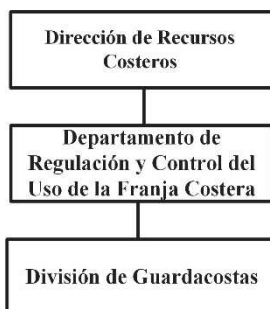 Dirección de Recursos
Costeros
Departamento de
Regulación y Control del
Uso de la Franja Costera
División de Guardacostas